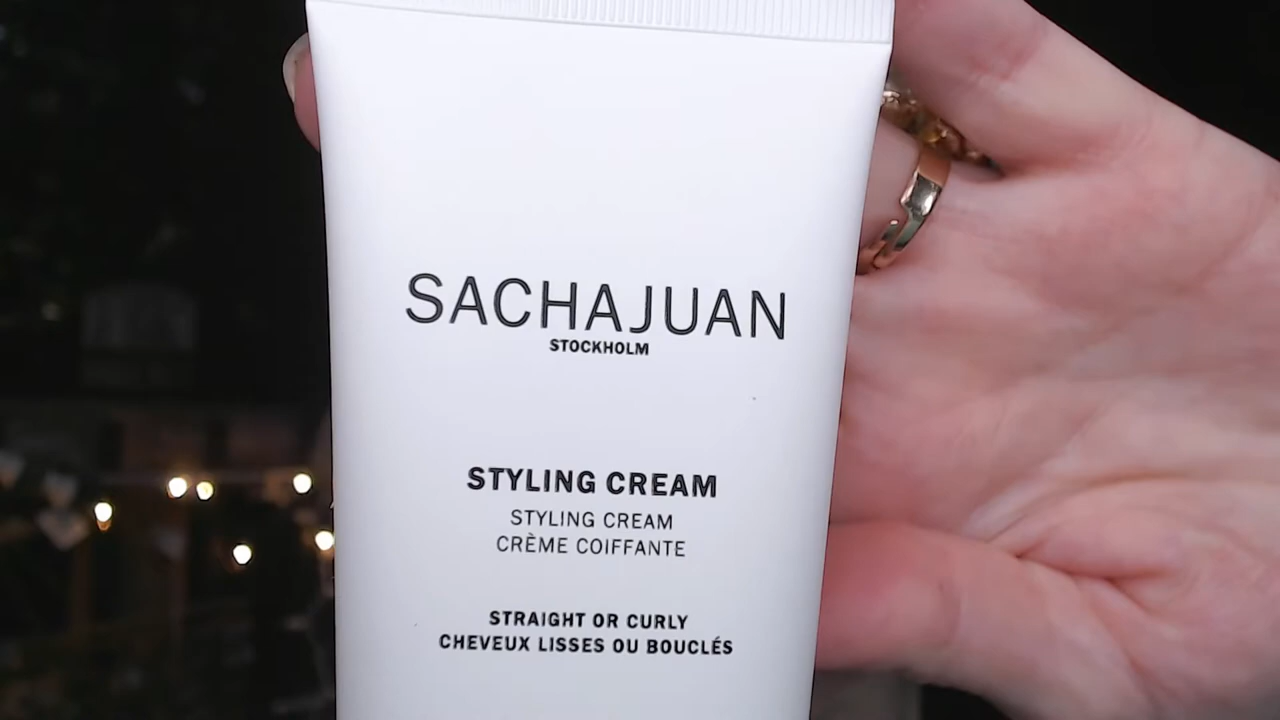 SACHAJUAN
STOCKHOLM
STYLING CREAM
STYLING CREAM
CRÈME COIFFANTE
STRAIGHT OR CURLY
CHEVEUX LISSES OU BOUCLÉS